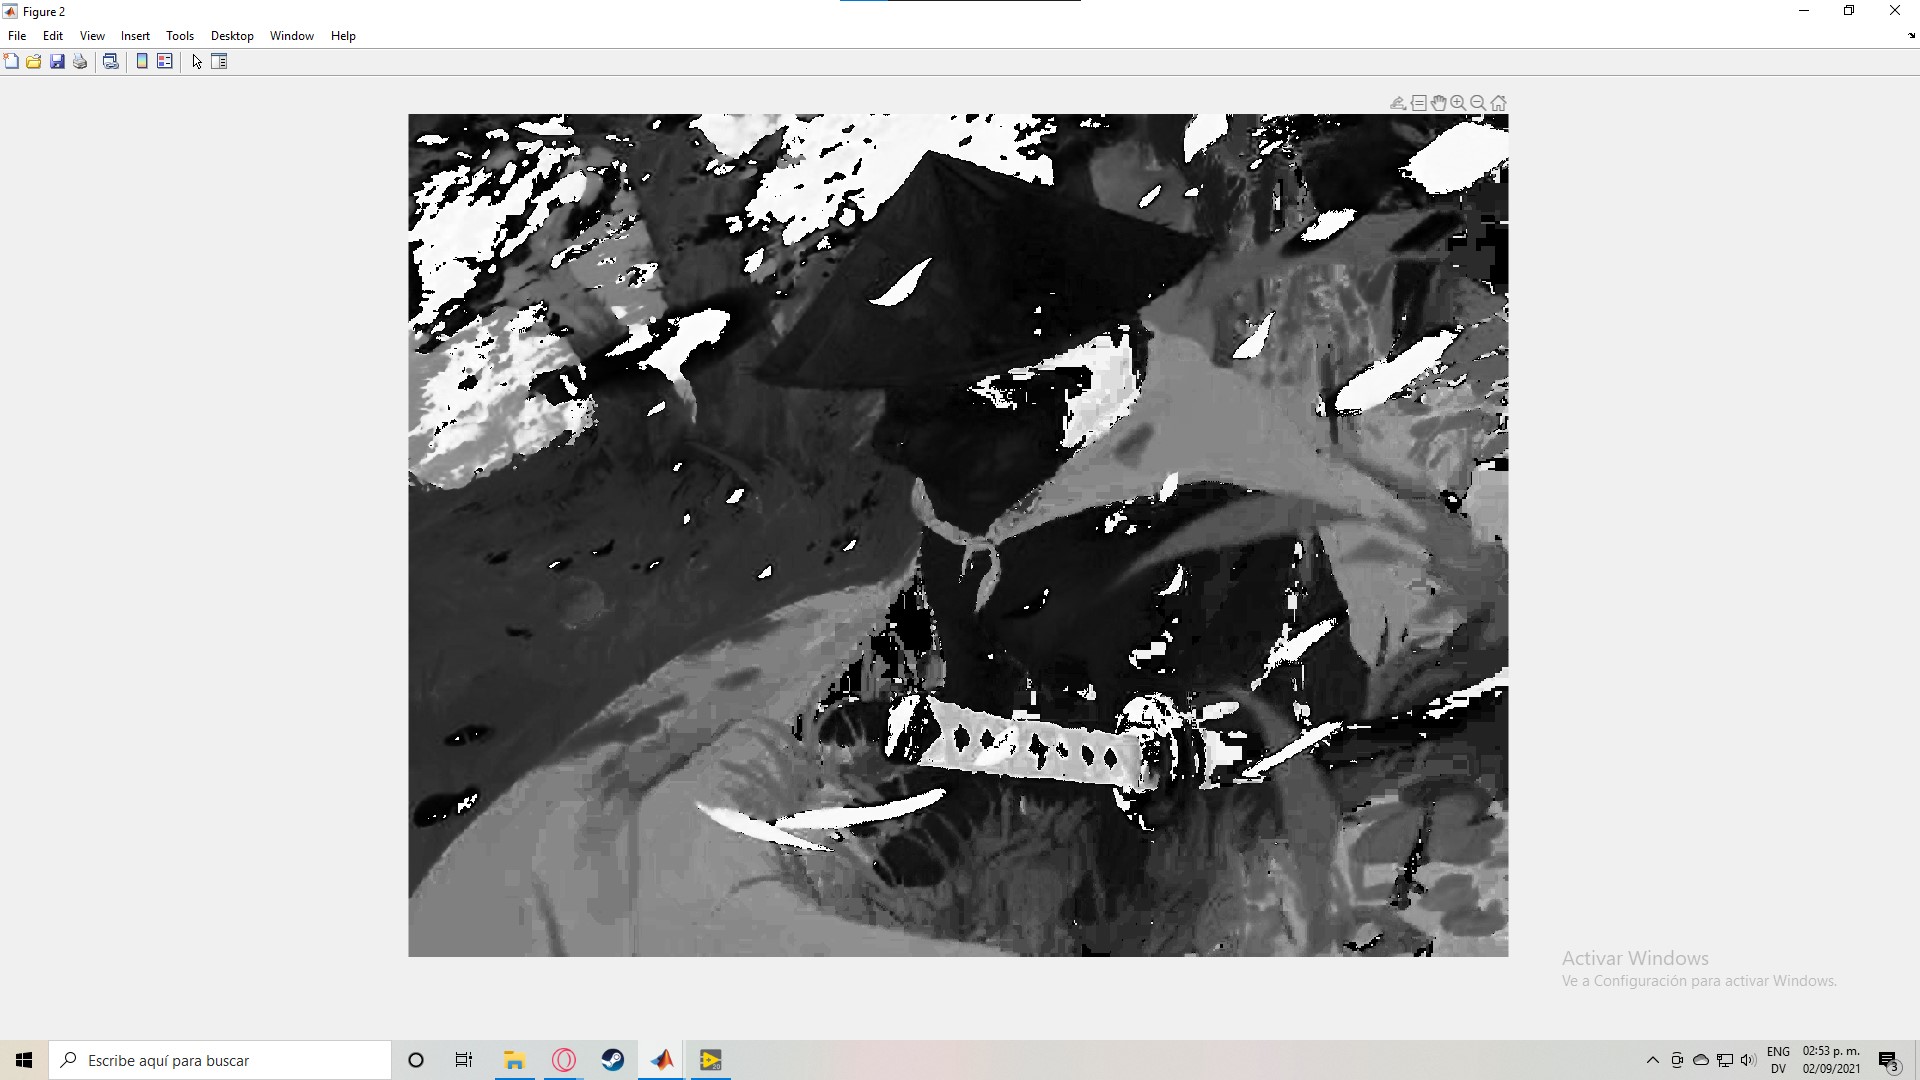 Figure 2
File Edit View Insert Tools Desktop Window Help
Activar Windows
Ve a Configuración para activar Windows.
Escribe aquí para buscar
ENG 02:53 p. m.
DV 02/09/2021
3